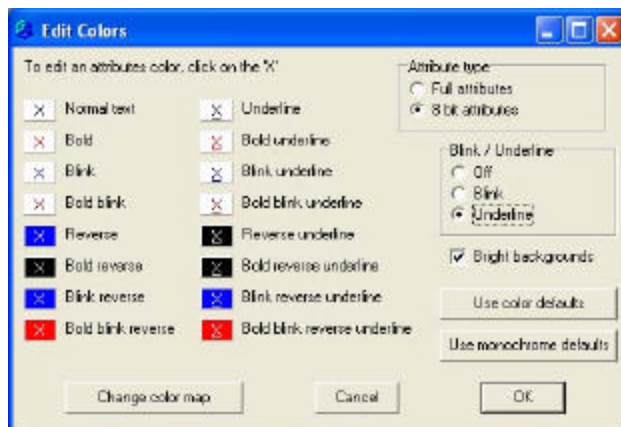 Edit Colors
To edit an attributes color, click on the 'X'
X Normal text
X Underline
X Bold
X Bold underline
X Blink
X Blink underline
X Bold blink
X Bold blink underline
X Reverse
X Reverse underline
X Bold reverse
X Bold reverse underline
X Blink reverse
X Blink reverse underline
X Bold blink reverse
X Bold blink reverse underline
Attribute type
Full attributes
8 bit attributes
Blink / Underline
Off
Blink
Underline
Bright backgrounds
Use color defaults
Use monochrome defaults
Change color map
Cancel
OK